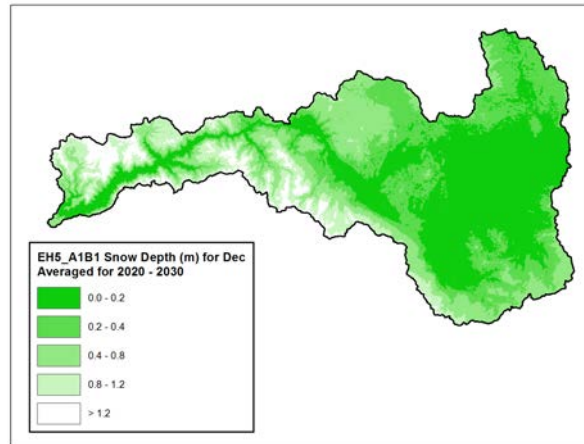 EH5_A1B1 Snow Depth (m) for Dec
Averaged for 2020 - 2030
0.0 - 0.2
0.2 - 0.4
0.4 - 0.8
0.8 - 1.2
> 1.2